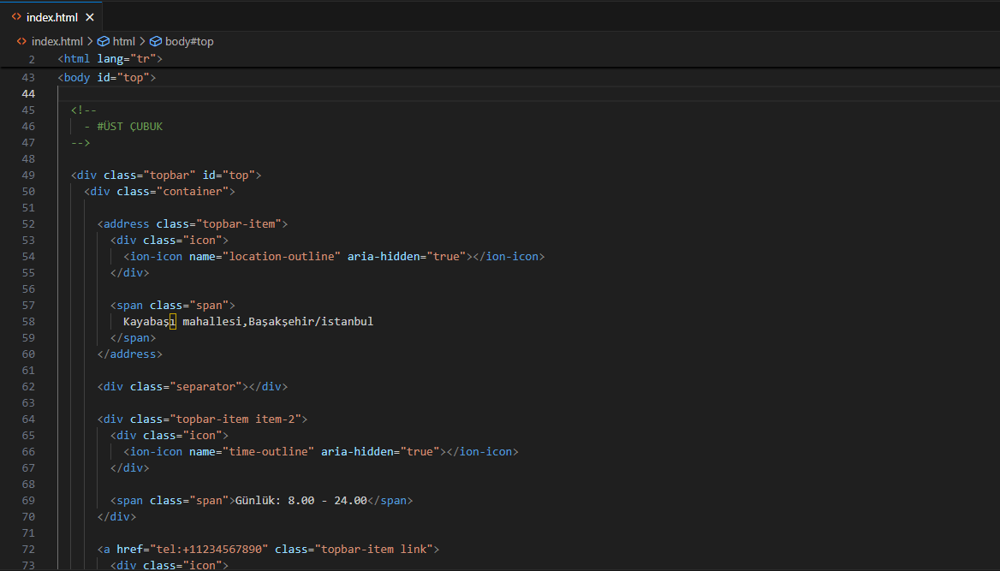 index.html
index.html > html > body#top
2 <html lang="tr">
43 <body id="top">
44
45 <!--
46 - #ÜST ÇUBUK
47 -->
48
49 <div class="topbar" id="top">
50 <div class="container">
51
52 <address class="topbar-item">
53 <div class="icon">
54 <ion-icon name="location-outline" aria-hidden="true"></ion-icon>
55 </div>
56
57 <span class="span">
58 Kayabaşı mahallesi,Başakşehir/istanbul
59 </span>
60 </address>
61
62 <div class="separator"></div>
63
64 <div class="topbar-item item-2">
65 <div class="icon">
66 <ion-icon name="time-outline" aria-hidden="true"></ion-icon>
67 </div>
68
69 <span class="span">Günlük: 8.00 - 24.00</span>
70 </div>
71
72 <a href="tel:+11234567890" class="topbar-item link">
73 <div class="icon">